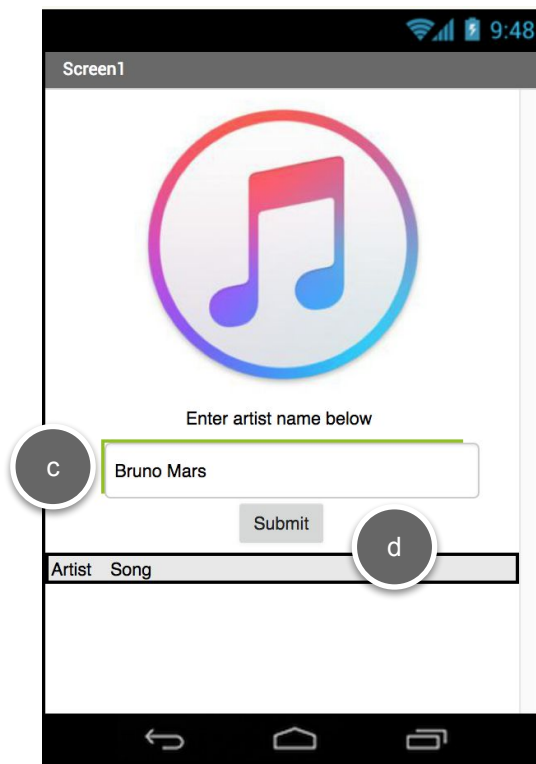 9:48
Screen1
Enter artist name below
c
Bruno Mars
Submit
d
Artist Song